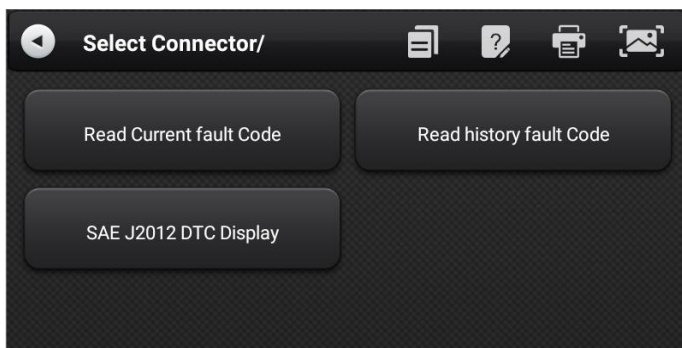 Select Connector/
Read Current fault Code
Read history fault Code
SAE J2012 DTC Display